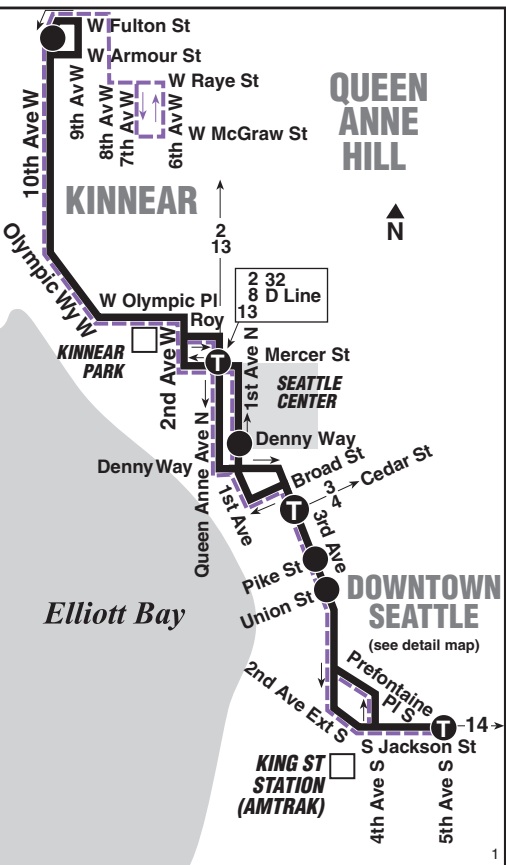 W Fulton St
W Armour St
W Raye St
W McGraw St
10th Ave W
9th Av W
8th Av W
7th Av W
6th Av W
QUEEN
ANNE
HILL
KINNEAR
N
2
13
Olympic Wy W
2 32
8 D Line
13
W Olympic Pl
Roy
KINNEAR
PARK
2nd Ave W
T
1st Ave N
Mercer St
SEATTLE
CENTER
Denny Way
Denny Way
Queen Anne Ave N
1st Ave
Broad St
3
4
Cedar St
T
3rd Ave
Pike St
Union St
DOWNTOWN
SEATTLE
(see detail map)
Elliott Bay
Prefontaine
Pl S
2nd Ave Ext S
T
14
S Jackson St
KING ST
STATION
(AMTRAK)
4th Ave S
5th Ave S
1